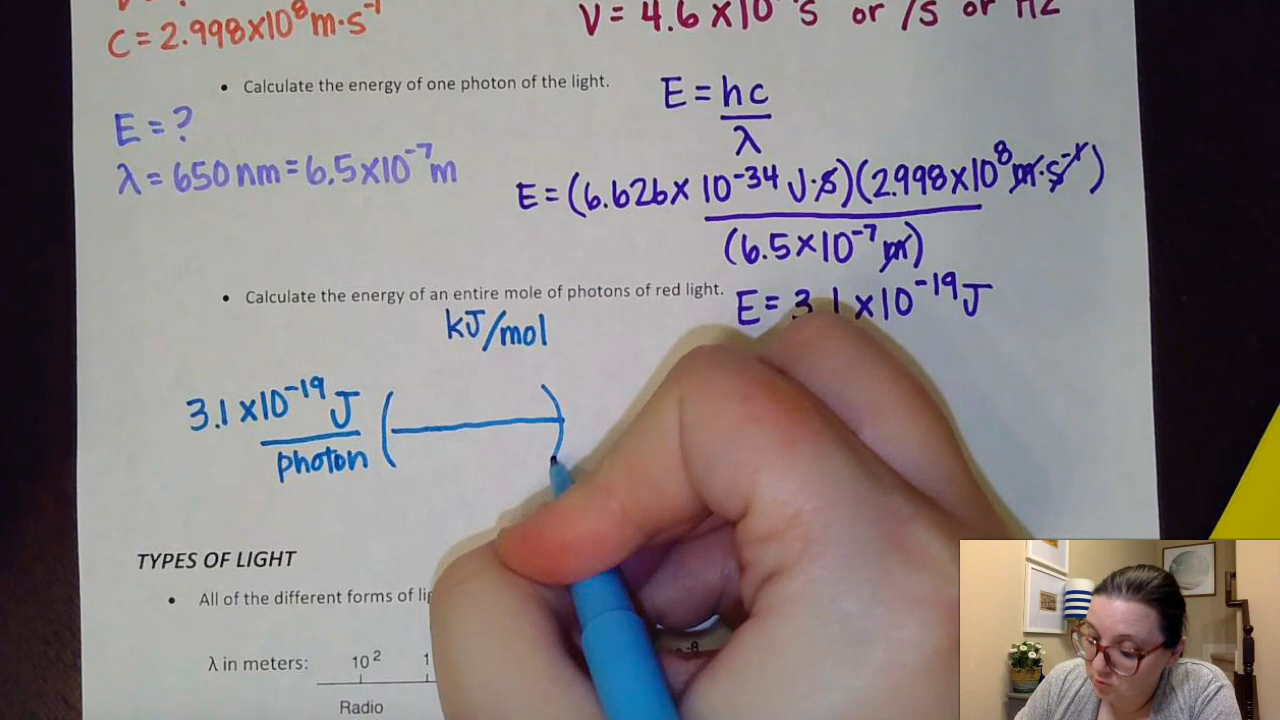 C = 2.998x10⁸ m·s⁻¹
V = 4.6 x 10 s or /s or Hz
• Calculate the energy of one photon of the light.
E = hc
λ
E = ?
λ = 650 nm = 6.5x10⁻⁷ m
E = (6.626x 10⁻³⁴ J·s)(2.998x10⁸ m·s⁻¹)
(6.5x10⁻⁷ m)
• Calculate the energy of an entire mole of photons of red light.
E = 3.1 x10⁻¹⁹ J
kJ/mol
3.1 x10⁻¹⁹ J (
photon
)
TYPES OF LIGHT
• All of the different forms of
λ in meters: 10² 1
-8
Radio